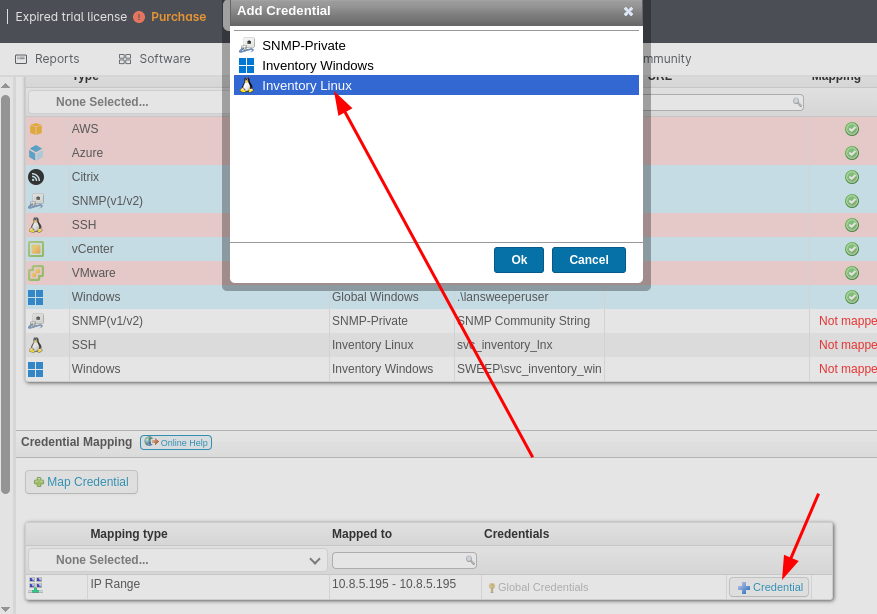 Expired trial license Purchase
Add Credential
Reports Software mmunity
SNMP-Private
Inventory Windows
Inventory Linux
Ok Cancel
Type URL Mapping
None Selected...
AWS
Azure
Citrix
SNMP(v1/v2)
SSH
vCenter
VMware
Windows Global Windows .\lansweeperuser
SNMP(v1/v2) SNMP-Private SNMP Community String Not mappe
SSH Inventory Linux svc_inventory_lnx Not mappe
Windows Inventory Windows SWEEP\svc_inventory_win Not mappe
Credential Mapping Online Help
Map Credential
Mapping type Mapped to Credentials
None Selected...
IP Range 10.8.5.195 - 10.8.5.195 Global Credentials Credential